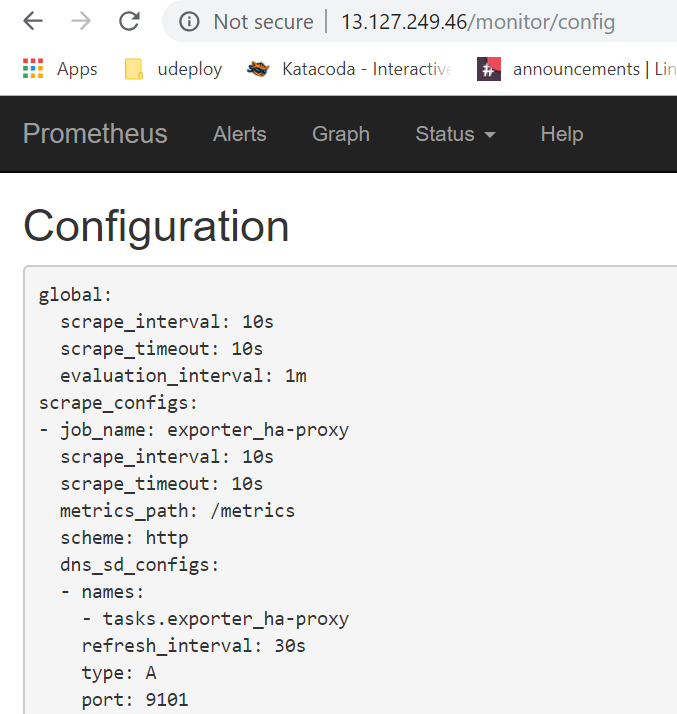 Not secure | 13.127.249.46/monitor/config
Apps udeploy Katacoda - Interactive announcements | Lin
Prometheus Alerts Graph Status Help
Configuration
global:
  scrape_interval: 10s
  scrape_timeout: 10s
  evaluation_interval: 1m
scrape_configs:
- job_name: exporter_ha-proxy
  scrape_interval: 10s
  scrape_timeout: 10s
  metrics_path: /metrics
  scheme: http
  dns_sd_configs:
  - names:
    - tasks.exporter_ha-proxy
    refresh_interval: 30s
    type: A
    port: 9101